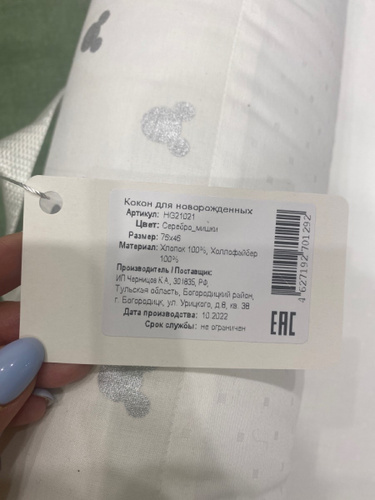 Кокон для новорожденных
Артикул: HG21021
Цвет: Серебро_мишки
Размер: 75х45
Материал: Хлопок 100%, Холлофайбер
100%
Производитель / Поставщик:
ИП Черницов К.А., 301835, РФ,
Тульская область, Богородицкий район,
г. Богородицк, ул. Урицкого, д.8, кв. 38
Дата производства: 10.2022
Срок службы: не ограничен
4627192701292
EAC